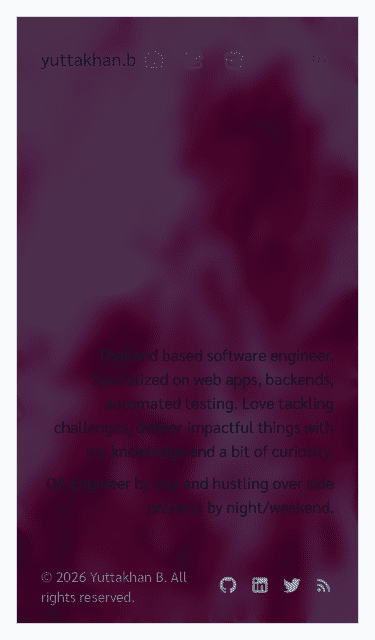 yuttakhan.b
Thailand based software engineer.
Specialized on web apps, backends,
automated testing. Love tackling
challenges, deliver impactful things with
my knowledge and a bit of curiosity.
QA Engineer by day and hustling over side
projects by night/weekend.
© 2026 Yuttakhan B. All
rights reserved.